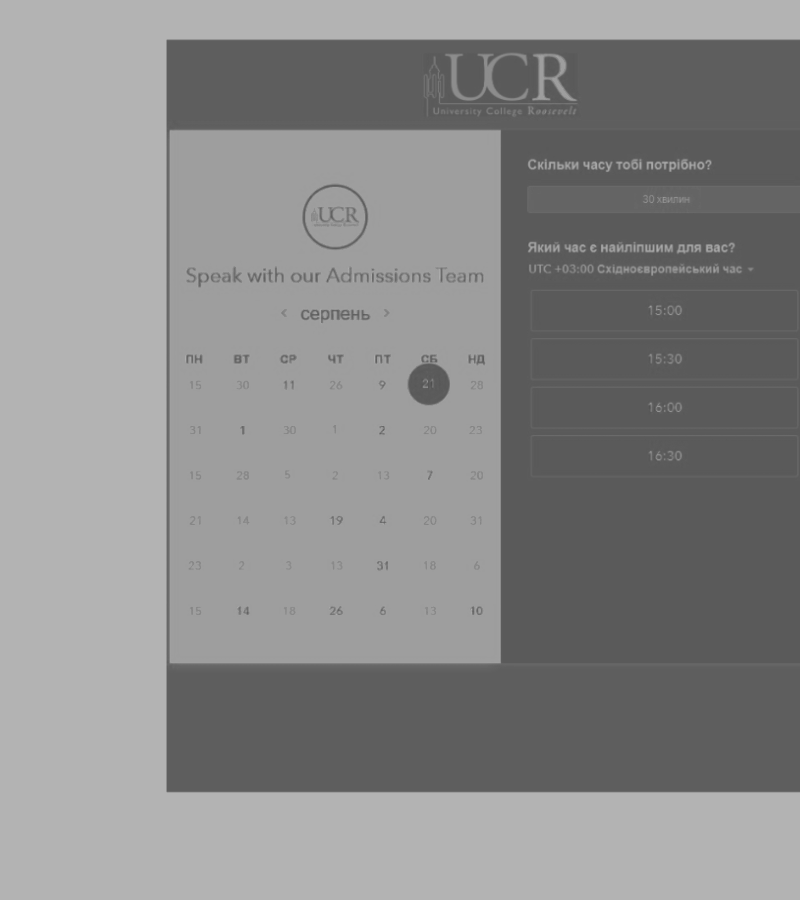 UCR
University College Roosevelt
UCR
Speak with our Admissions Team
< серпень >
ПН ВТ СР ЧТ ПТ СБ НД
15 30 11 26 9 21 28
31 1 30 1 2 20 23
15 28 5 2 13 7 20
21 14 13 19 4 20 31
23 2 3 13 31 18 6
15 14 18 26 6 13 10
Скільки часу тобі потрібно?
30 хвилин
Який час є найліпшим для вас?
UTC +03:00 Східноєвропейський час
15:00
15:30
16:00
16:30